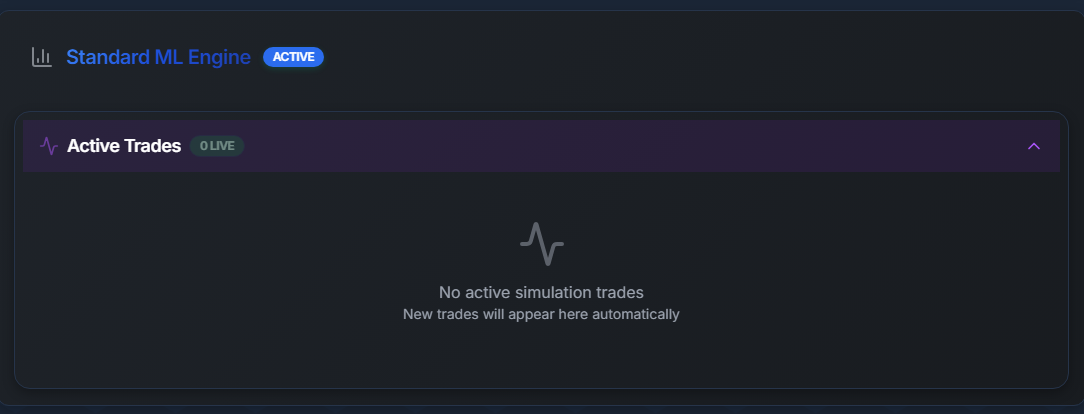 Standard ML Engine ACTIVE
Active Trades 0 LIVE
No active simulation trades
New trades will appear here automatically